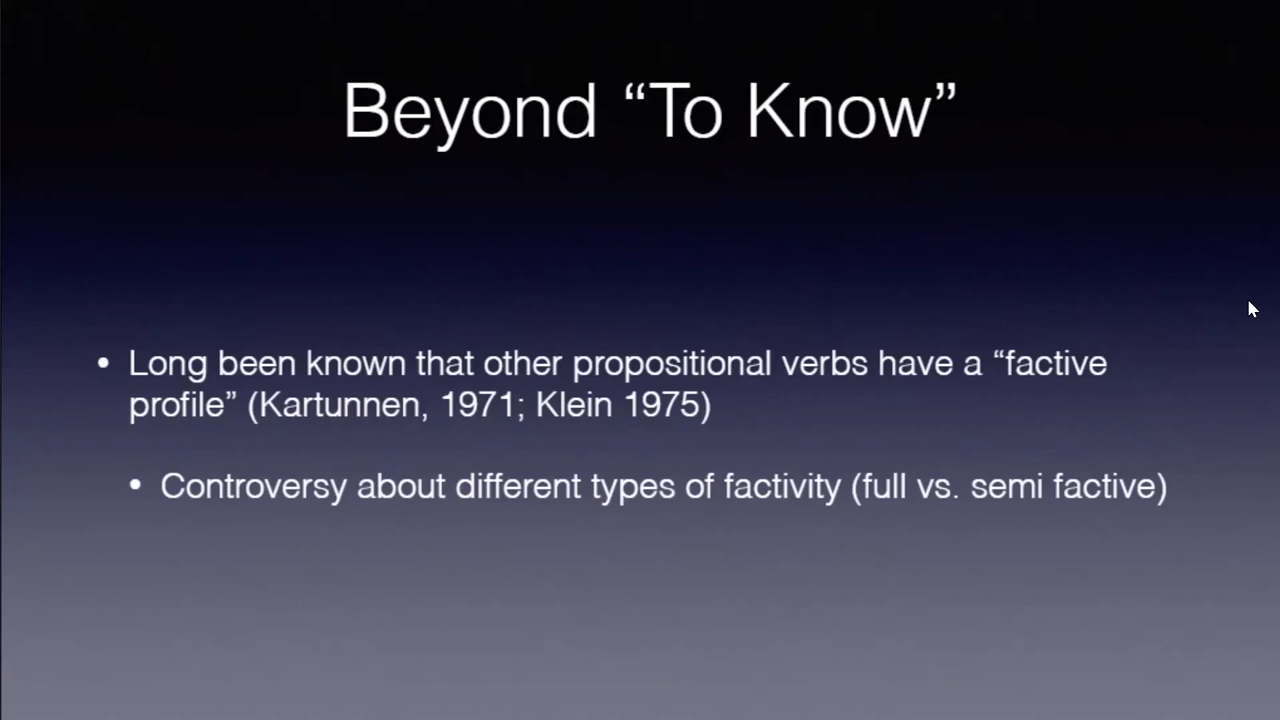 Beyond “To Know”
• Long been known that other propositional verbs have a “factive
profile” (Kartunnen, 1971; Klein 1975)
• Controversy about different types of factivity (full vs. semi factive)